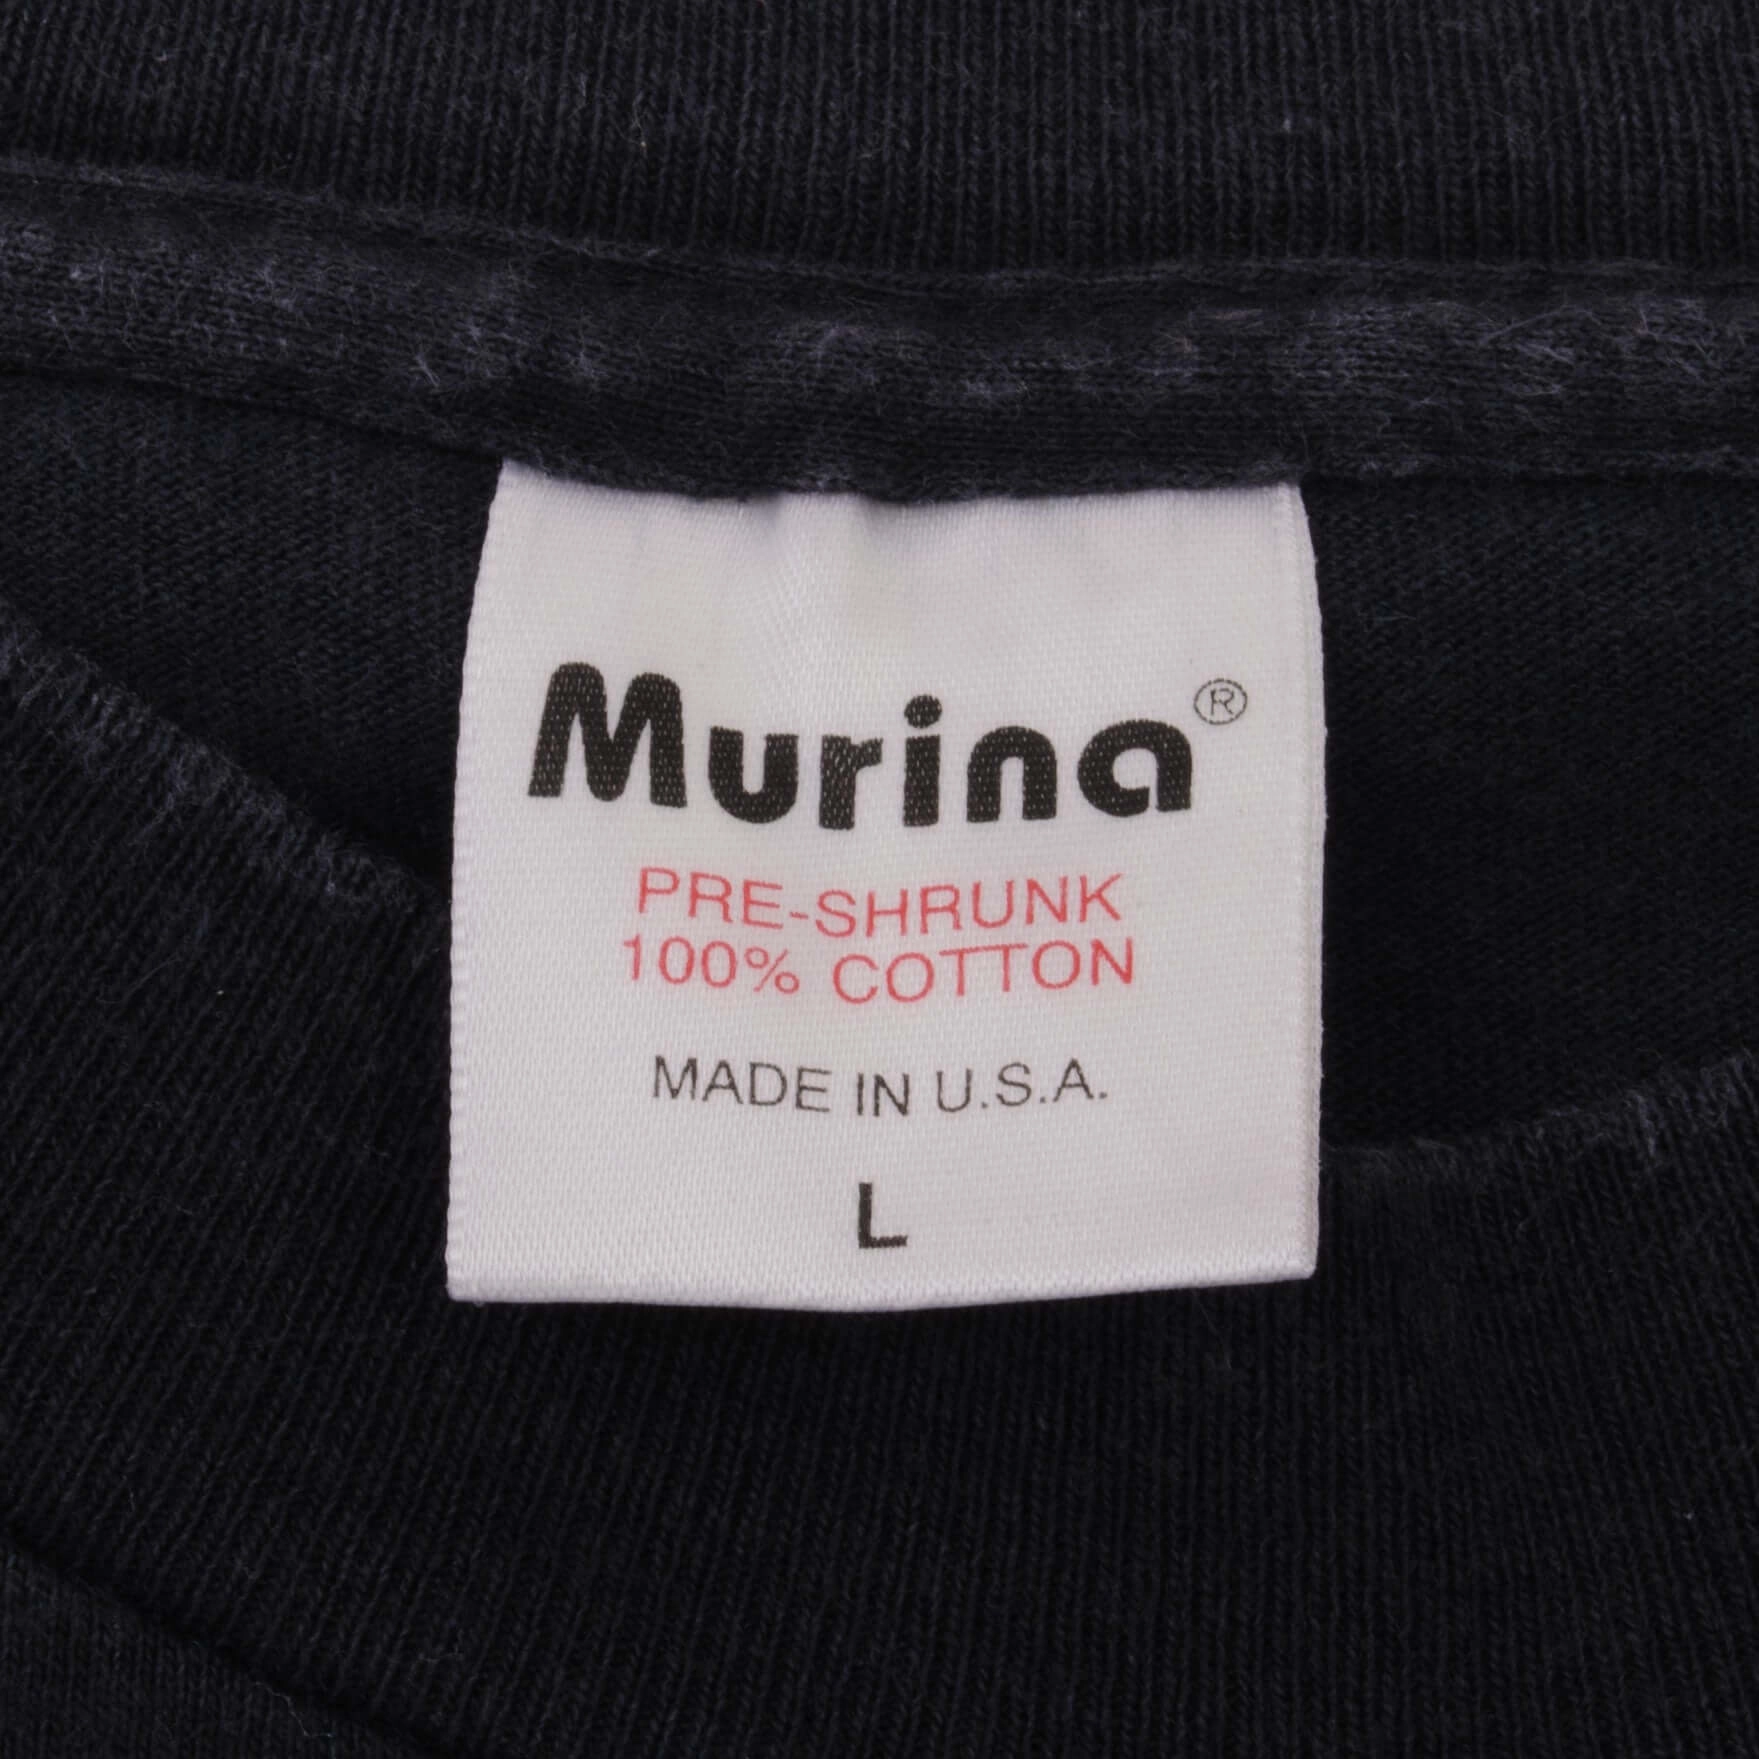 Murina®
PRE-SHRUNK
100% COTTON
MADE IN U.S.A.
L